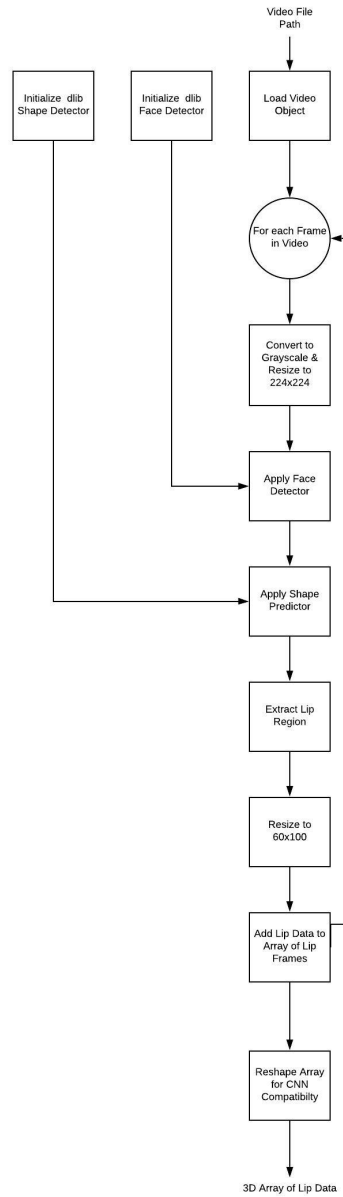 Video File
Path
Initialize dlib
Shape Detector
Initialize dlib
Face Detector
Load Video
Object
For each Frame
in Video
Convert to
Grayscale &
Resize to
224x224
Apply Face
Detector
Apply Shape
Predictor
Extract Lip
Region
Resize to
60x100
Add Lip Data to
Array of Lip
Frames
Reshape Array
for CNN
Compatibilty
3D Array of Lip Data